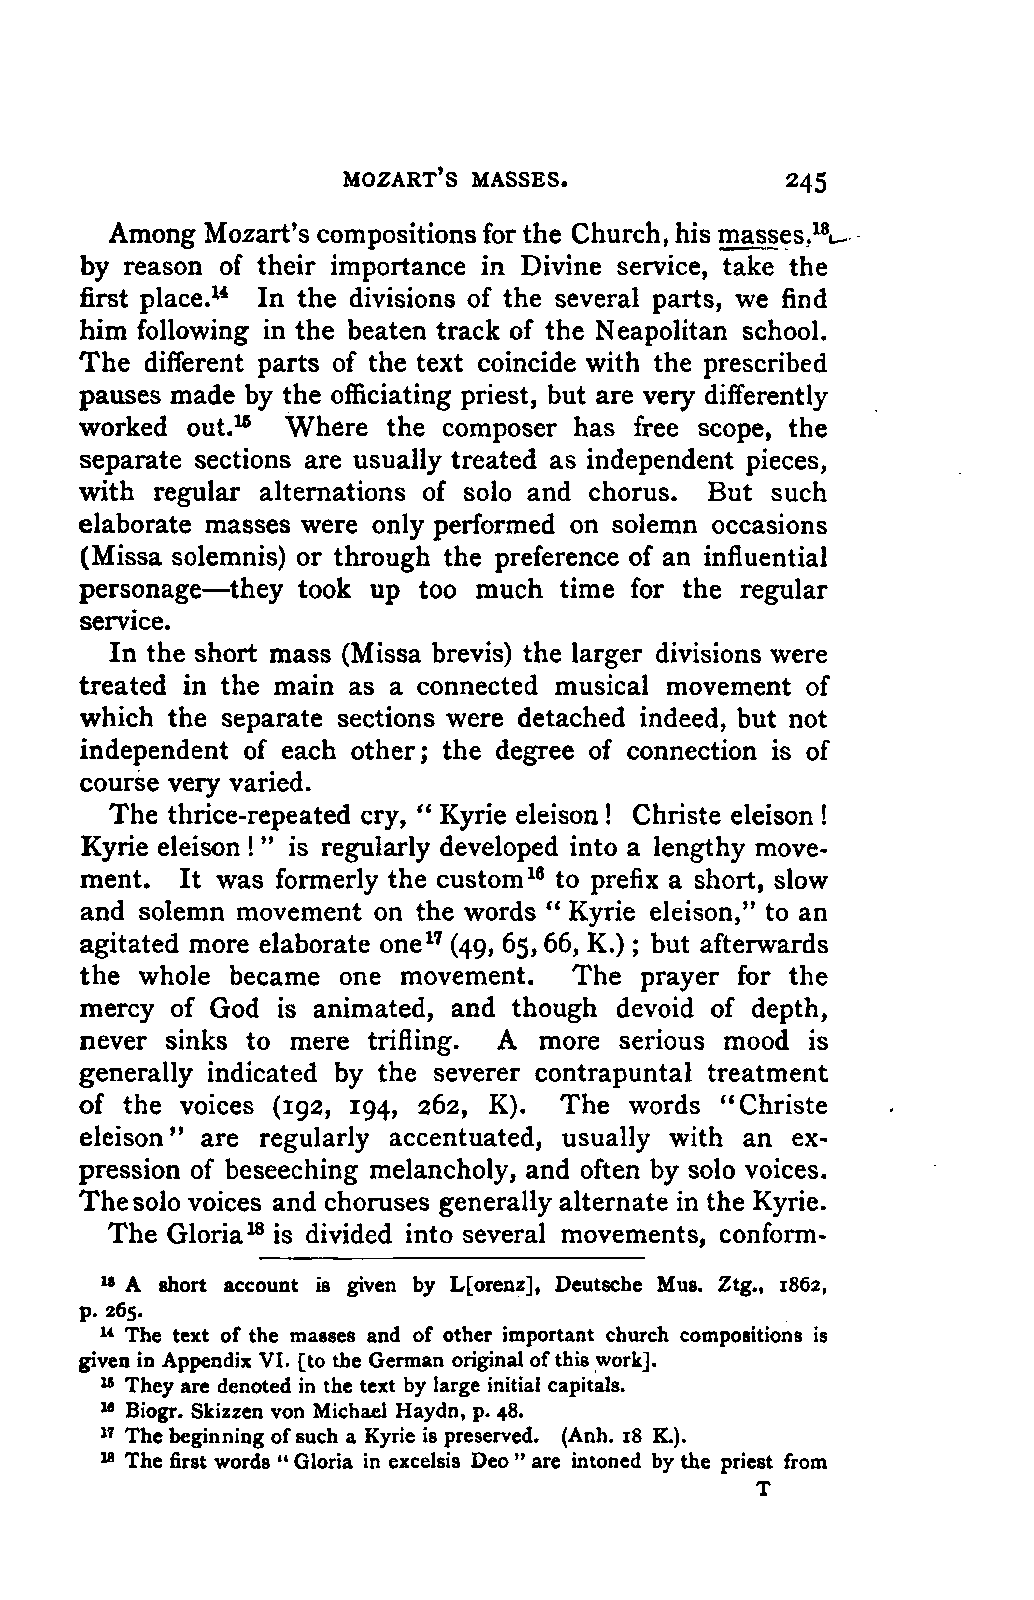 MOZART'S MASSES. 245
Among Mozart's compositions for the Church, his masses,¹³
by reason of their importance in Divine service, take the
first place.¹⁴ In the divisions of the several parts, we find
him following in the beaten track of the Neapolitan school.
The different parts of the text coincide with the prescribed
pauses made by the officiating priest, but are very differently
worked out.¹⁵ Where the composer has free scope, the
separate sections are usually treated as independent pieces,
with regular alternations of solo and chorus. But such
elaborate masses were only performed on solemn occasions
(Missa solemnis) or through the preference of an influential
personage—they took up too much time for the regular
service.
In the short mass (Missa brevis) the larger divisions were
treated in the main as a connected musical movement of
which the separate sections were detached indeed, but not
independent of each other; the degree of connection is of
course very varied.
The thrice-repeated cry, "Kyrie eleison! Christe eleison!
Kyrie eleison!" is regularly developed into a lengthy move-
ment. It was formerly the custom¹⁶ to prefix a short, slow
and solemn movement on the words "Kyrie eleison," to an
agitated more elaborate one¹⁷ (49, 65, 66, K.); but afterwards
the whole became one movement. The prayer for the
mercy of God is animated, and though devoid of depth,
never sinks to mere trifling. A more serious mood is
generally indicated by the severer contrapuntal treatment
of the voices (192, 194, 262, K). The words "Christe
eleison" are regularly accentuated, usually with an ex-
pression of beseeching melancholy, and often by solo voices.
The solo voices and choruses generally alternate in the Kyrie.
The Gloria¹⁸ is divided into several movements, conform-
¹³ A short account is given by L[orenz], Deutsche Mus. Ztg., 1862,
p. 265.
¹⁴ The text of the masses and of other important church compositions is
given in Appendix VI. [to the German original of this work].
¹⁵ They are denoted in the text by large initial capitals.
¹⁶ Biogr. Skizzen von Michael Haydn, p. 48.
¹⁷ The beginning of such a Kyrie is preserved. (Anh. 18 K.).
¹⁸ The first words "Gloria in excelsis Deo" are intoned by the priest from
T